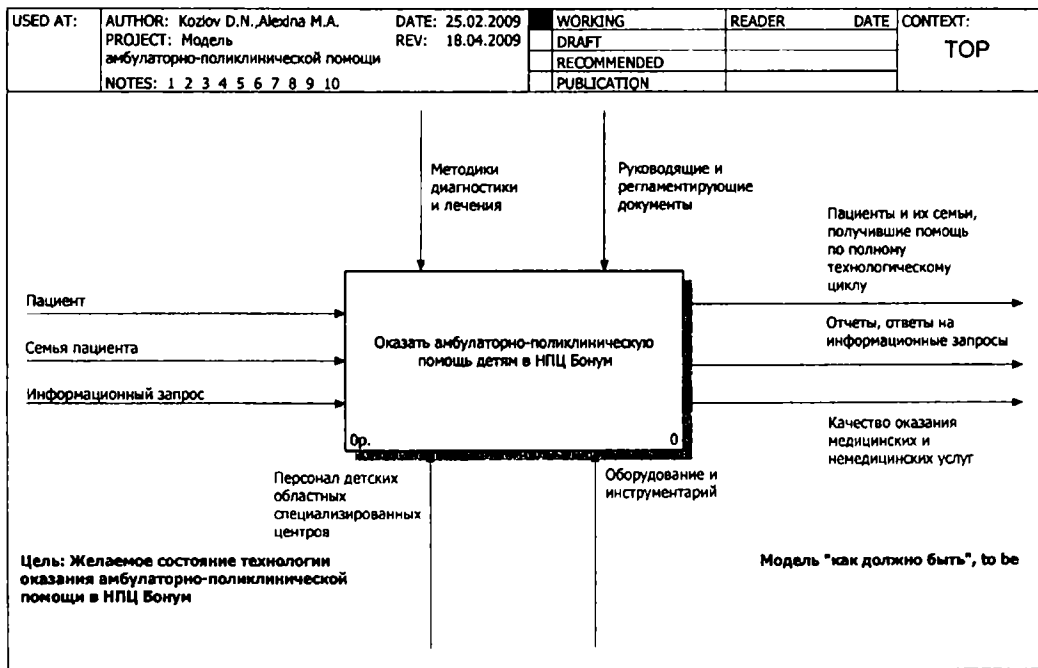 USED AT:
AUTHOR: Kozlov D.N.,Alexina M.A.
DATE: 25.02.2009
PROJECT: Модель
REV: 18.04.2009
амбулаторно-поликлинической помощи
NOTES: 1 2 3 4 5 6 7 8 9 10
WORKING
DRAFT
RECOMMENDED
PUBLICATION
READER
DATE
CONTEXT:
TOP
Методики
диагностики
и лечения
Руководящие и
регламентирующие
документы
Пациенты и их семьи,
получившие помощь
по полному
технологическому
циклу
Пациент
Отчеты, ответы на
информационные запросы
Семья пациента
Оказать амбулаторно-поликлиническую
помощь детям в НПЦ Бонум
Информационный запрос
Качество оказания
медицинских и
немедицинских услуг
0р.
0
Персонал детских
областных
специализированных
центров
Оборудование и
инструментарий
Цель: Желаемое состояние технологии
оказания амбулаторно-поликлинической
помощи в НПЦ Бонум
Модель "как должно быть", to be